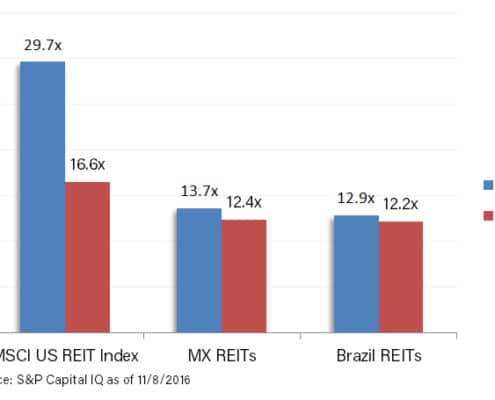 29.7x
16.6x
13.7x
12.4x
12.9x 12.2x
MSCI US REIT Index MX REITs Brazil REITs
ce: S&P Capital IQ as of 11/8/2016